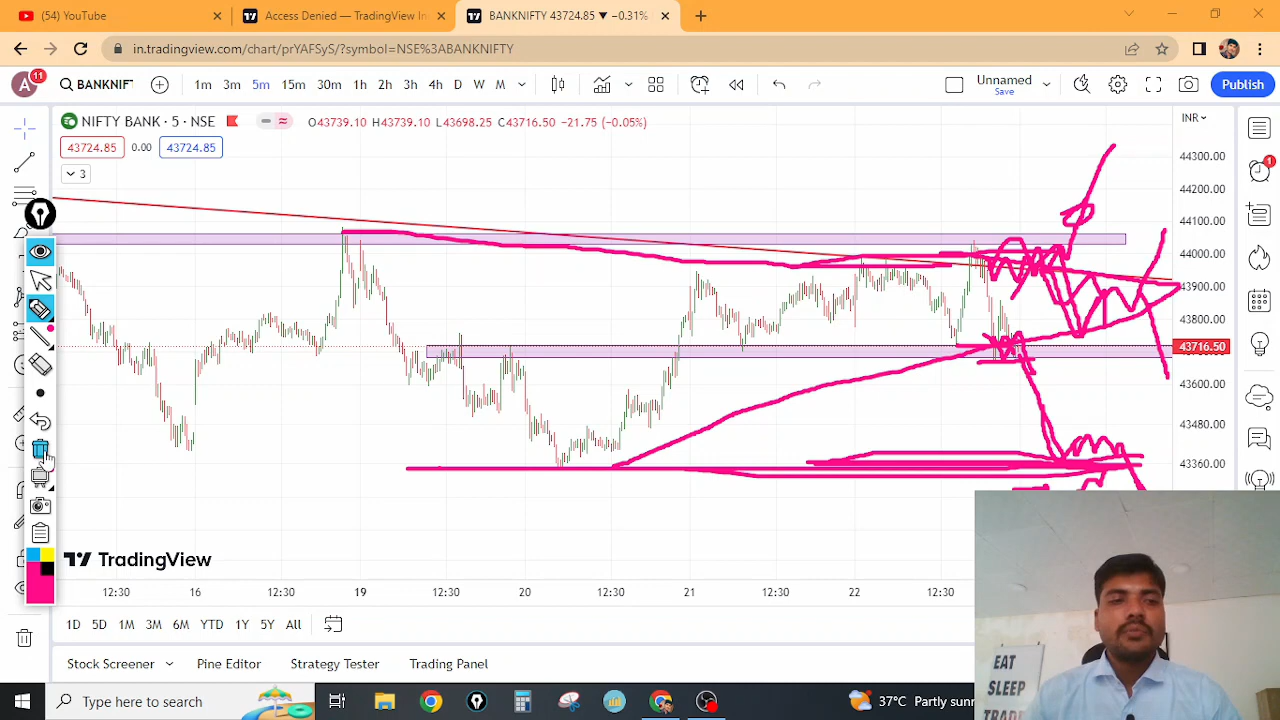 (54) YouTube
Access Denied — TradingView In
BANKNIFTY 43724.85 ▼ −0.31%
in.tradingview.com/chart/prYAFSyS/?symbol=NSE%3ABANKNIFTY
A 11
BANKNIFT
1m 3m 5m 15m 30m 1h 2h 3h 4h D W M
Unnamed
Save
Publish
NIFTY BANK · 5 · NSE
O43739.10 H43739.10 L43698.25 C43716.50 −21.75 (−0.05%)
INR
43724.85 0.00 43724.85
3
44300.00
44200.00
44100.00
44000.00
43900.00
43800.00
43716.50
43600.00
43480.00
43360.00
1
TradingView
12:30 16 12:30 19 12:30 20 12:30 21 12:30 22 12:30
1D 5D 1M 3M 6M YTD 1Y 5Y All
Stock Screener Pine Editor Strategy Tester Trading Panel
EAT
SLEEP
Type here to search
37°C Partly sunn